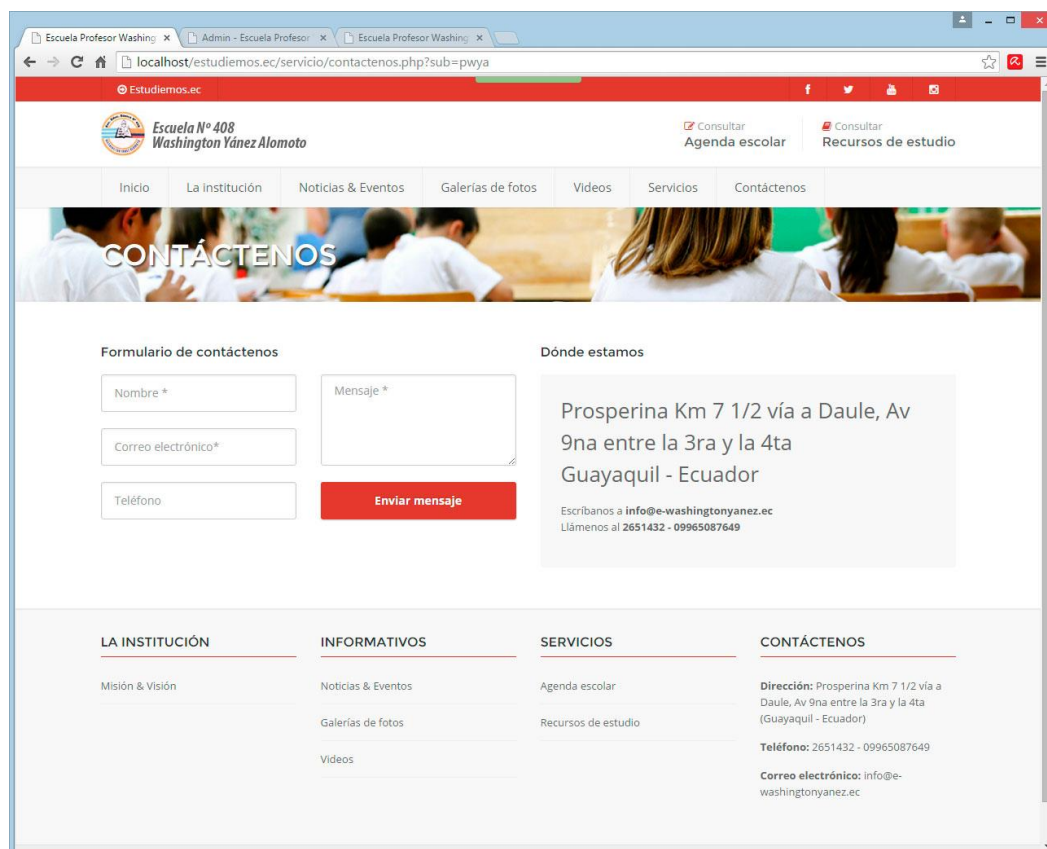 Escuela Profesor Washing
Admin - Escuela Profesor
Escuela Profesor Washing
localhost/estudiemos.ec/servicio/contactenos.php?sub=pwya
Estudiemos.ec
Escuela Nº 408
Washington Yánez Alomoto
Consultar
Agenda escolar
Consultar
Recursos de estudio
Inicio La institución Noticias & Eventos Galerías de fotos Videos Servicios Contáctenos
CONTÁCTENOS
Formulario de contáctenos
Nombre *
Correo electrónico*
Teléfono
Mensaje *
Enviar mensaje
Dónde estamos
Prosperina Km 7 1/2 vía a Daule, Av
9na entre la 3ra y la 4ta
Guayaquil - Ecuador
Escríbanos a info@e-washingtonyanez.ec
Llámenos al 2651432 - 09965087649
LA INSTITUCIÓN
Misión & Visión
INFORMATIVOS
Noticias & Eventos
Galerías de fotos
Videos
SERVICIOS
Agenda escolar
Recursos de estudio
CONTÁCTENOS
Dirección: Prosperina Km 7 1/2 vía a
Daule, Av 9na entre la 3ra y la 4ta
(Guayaquil - Ecuador)
Teléfono: 2651432 - 09965087649
Correo electrónico: info@e-
washingtonyanez.ec